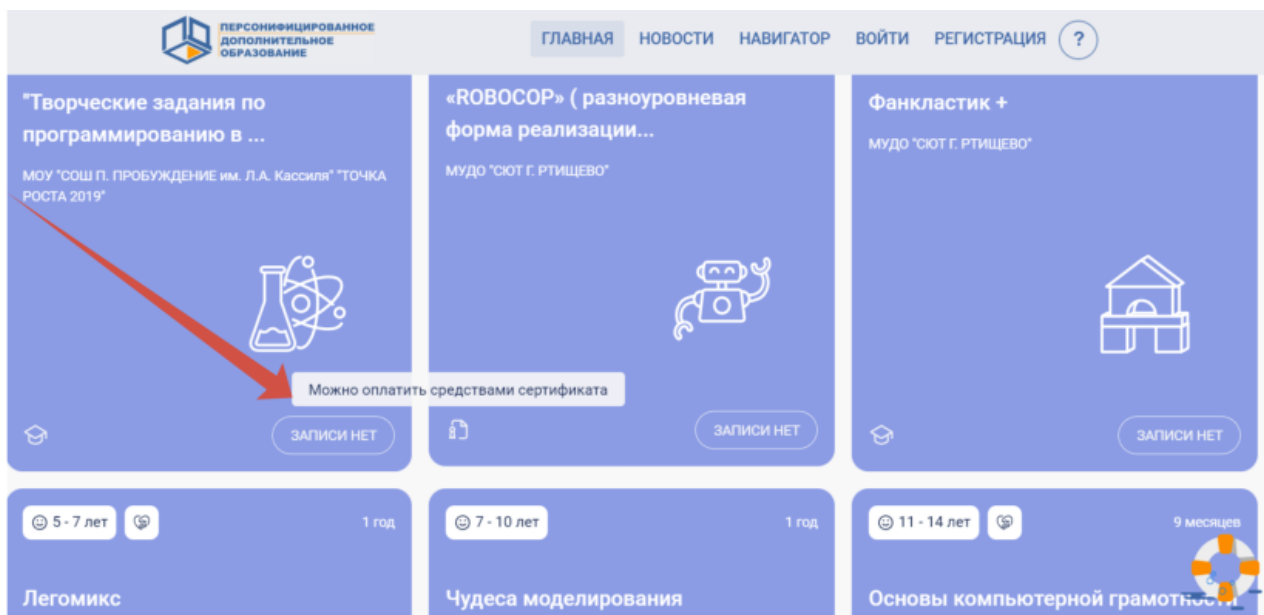 ПЕРСОНИФИЦИРОВАННОЕ
ДОПОЛНИТЕЛЬНОЕ
ОБРАЗОВАНИЕ
ГЛАВНАЯ НОВОСТИ НАВИГАТОР ВОЙТИ РЕГИСТРАЦИЯ ?
"Творческие задания по
программированию в ...
МОУ "СОШ П. ПРОБУЖДЕНИЕ им. Л.А. Кассиля" "ТОЧКА
РОСТА 2019"
«ROBOCOP» ( разноуровневая
форма реализации...
МУДО "СЮТ Г. РТИЩЕВО"
Фанкластик +
МУДО "СЮТ Г. РТИЩЕВО"
Можно оплатить средствами сертификата
ЗАПИСИ НЕТ
ЗАПИСИ НЕТ
ЗАПИСИ НЕТ
5 - 7 лет
1 год
Легомикс
7 - 10 лет
1 год
Чудеса моделирования
11 - 14 лет
9 месяцев
Основы компьютерной грамотности